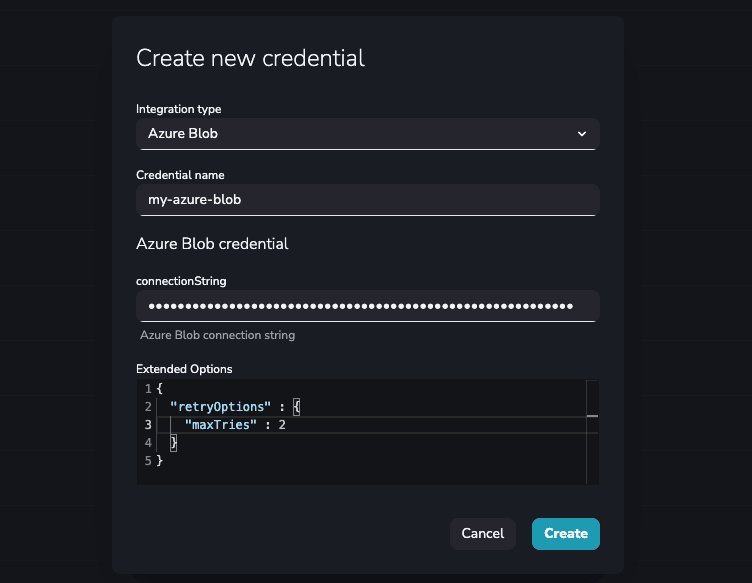 Create new credential
Integration type
Azure Blob
Credential name
my-azure-blob
Azure Blob credential
connectionString
••••••••••••••••••••••••••••••••••••••••••••••••••••••••••
Azure Blob connection string
Extended Options
1 {
2 "retryOptions" : {
3 "maxTries" : 2
4 }
5 }
Cancel Create